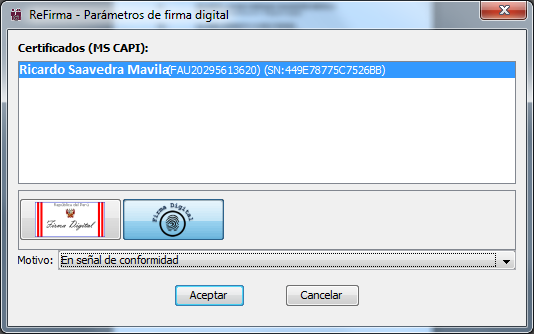 ReFirma - Parámetros de firma digital
Certificados (MS CAPI):
Ricardo Saavedra Mavila(FAU20295613620) (SN:449E78775C7526BB)
República del Perú
Firma Digital
Firma Digital
Motivo: En señal de conformidad
Aceptar Cancelar